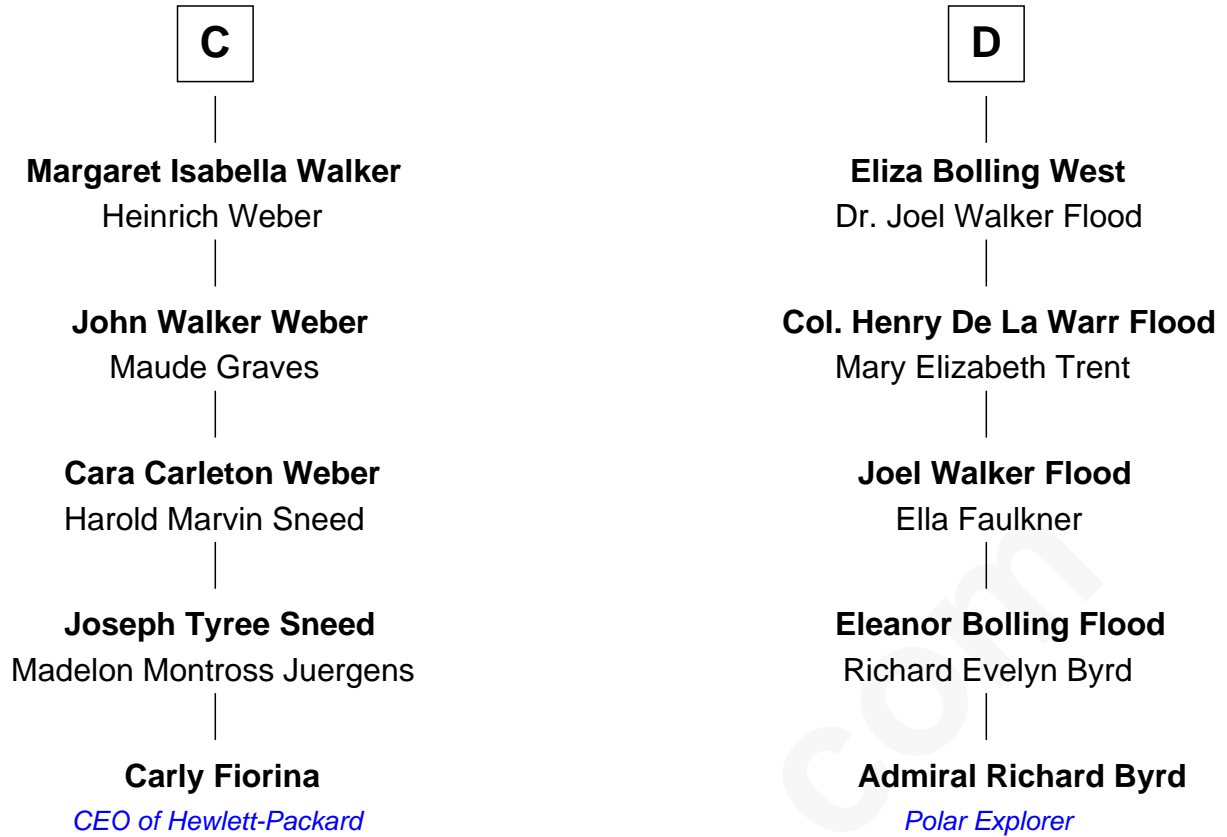 C
Margaret Isabella Walker
Heinrich Weber
John Walker Weber
Maude Graves
Cara Carleton Weber
Harold Marvin Sneed
Joseph Tyree Sneed
Madelon Montross Juergens
Carly Fiorina
CEO of Hewlett-Packard
D
Eliza Bolling West
Dr. Joel Walker Flood
Col. Henry De La Warr Flood
Mary Elizabeth Trent
Joel Walker Flood
Ella Faulkner
Eleanor Bolling Flood
Richard Evelyn Byrd
Admiral Richard Byrd
Polar Explorer
com